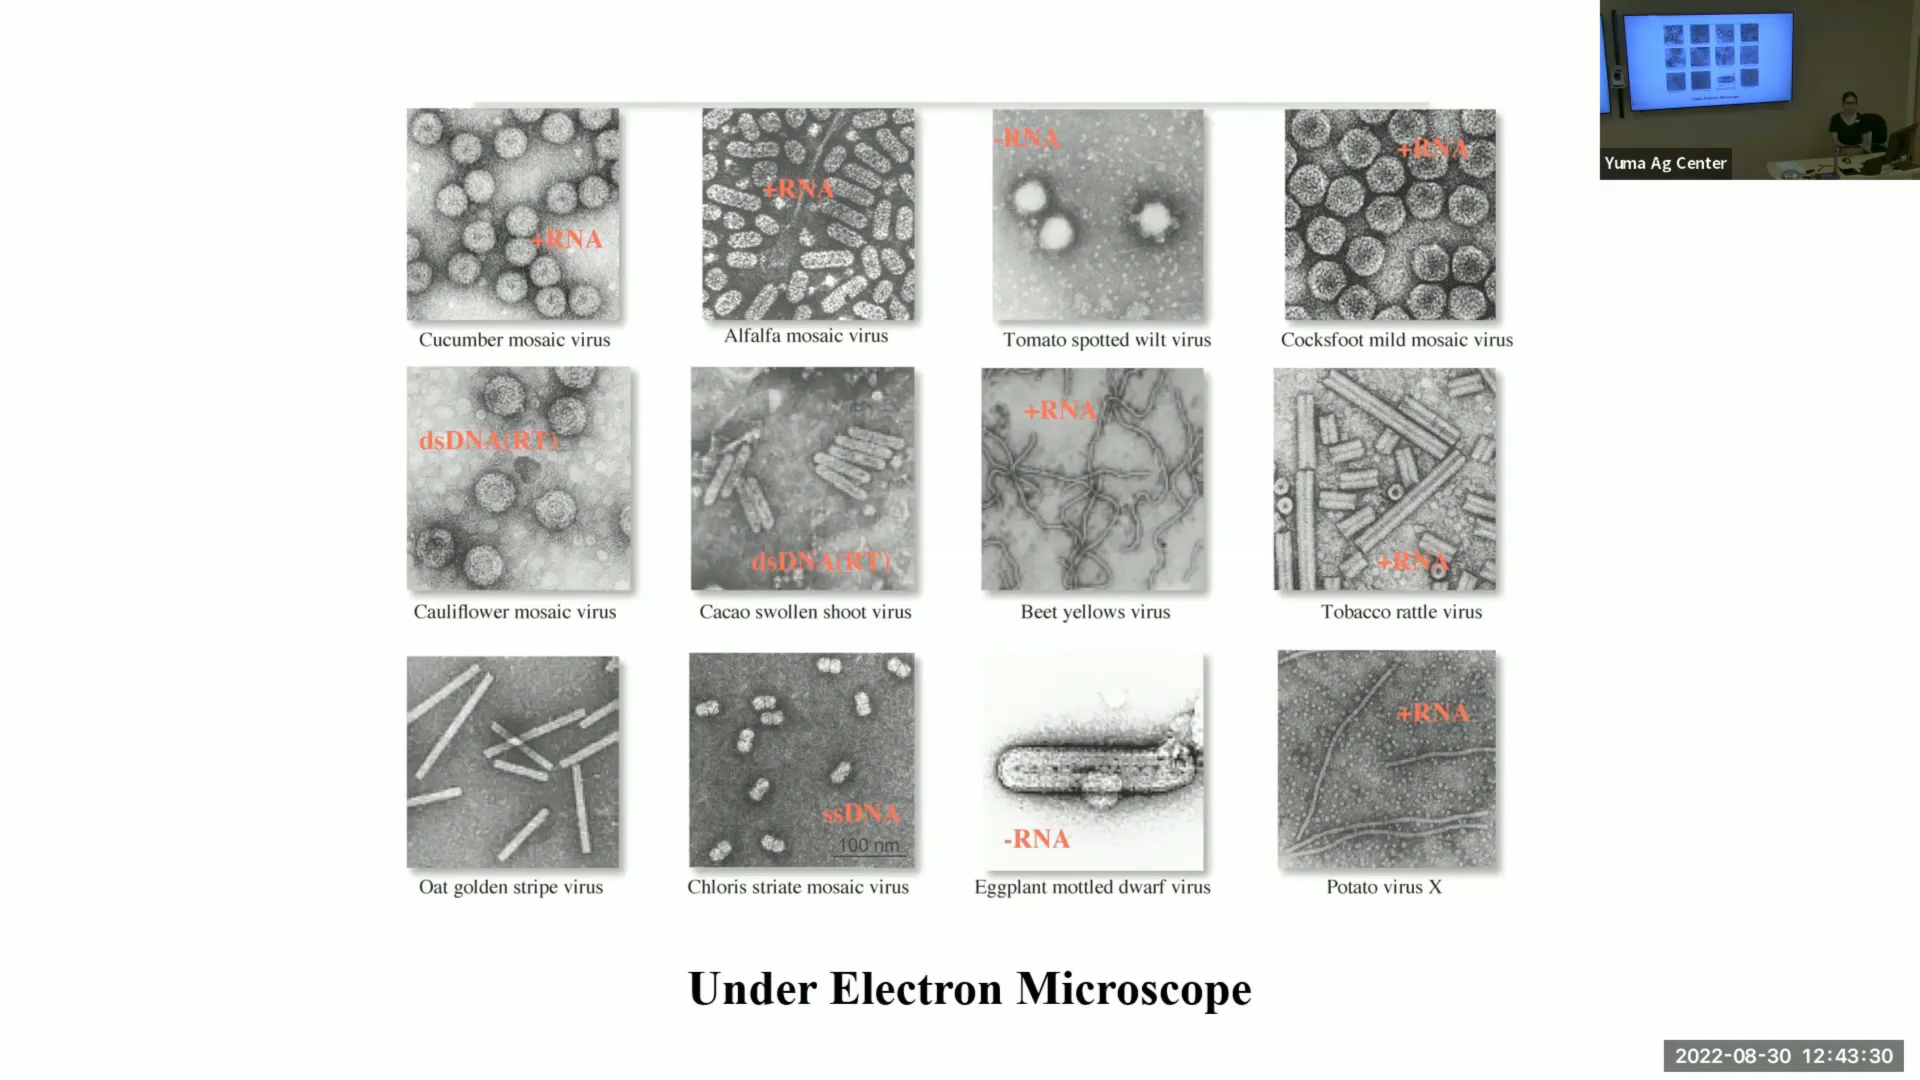 Yuma Ag Center
+RNA
+RNA
-RNA
+RNA
Cucumber mosaic virus
Alfalfa mosaic virus
Tomato spotted wilt virus
Cocksfoot mild mosaic virus
dsDNA(RT)
dsDNA(RT)
+RNA
+RNA
Cauliflower mosaic virus
Cacao swollen shoot virus
Beet yellows virus
Tobacco rattle virus
ssDNA
100 nm
-RNA
+RNA
Oat golden stripe virus
Chloris striate mosaic virus
Eggplant mottled dwarf virus
Potato virus X
Under Electron Microscope
2022-08-30 12:43:30